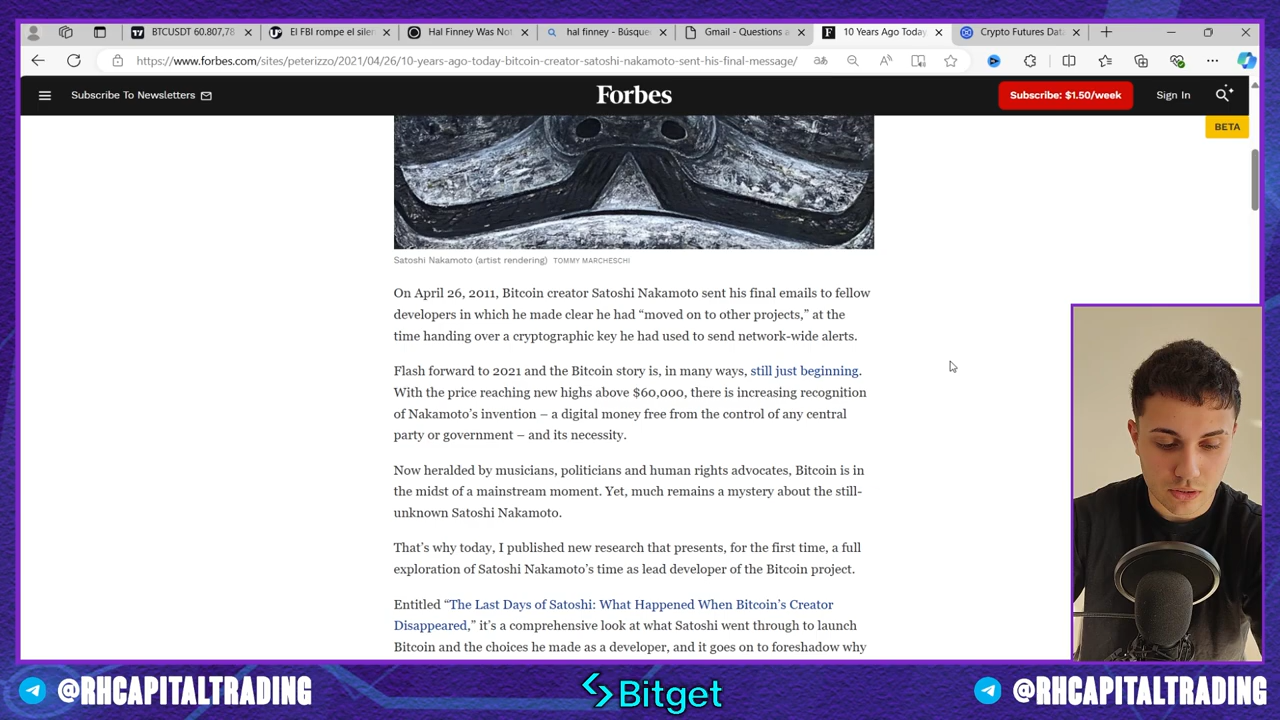 BTCUSDT 60.807,78
El FBI rompe el siler
Hal Finney Was Not
hal finney - Búsque
Gmail - Questions a
10 Years Ago Today
Crypto Futures Dat
https://www.forbes.com/sites/peterizzo/2021/04/26/10-years-ago-today-bitcoin-creator-satoshi-nakamoto-sent-his-final-message/
Subscribe To Newsletters
Forbes
Subscribe: $1.50/week
Sign In
BETA
Satoshi Nakamoto (artist rendering) TOMMY MARCHESCHI
On April 26, 2011, Bitcoin creator Satoshi Nakamoto sent his final emails to fellow
developers in which he made clear he had “moved on to other projects,” at the
time handing over a cryptographic key he had used to send network-wide alerts.
Flash forward to 2021 and the Bitcoin story is, in many ways, still just beginning.
With the price reaching new highs above $60,000, there is increasing recognition
of Nakamoto’s invention – a digital money free from the control of any central
party or government – and its necessity.
Now heralded by musicians, politicians and human rights advocates, Bitcoin is in
the midst of a mainstream moment. Yet, much remains a mystery about the still-
unknown Satoshi Nakamoto.
That’s why today, I published new research that presents, for the first time, a full
exploration of Satoshi Nakamoto’s time as lead developer of the Bitcoin project.
Entitled “The Last Days of Satoshi: What Happened When Bitcoin’s Creator
Disappeared,” it’s a comprehensive look at what Satoshi went through to launch
Bitcoin and the choices he made as a developer, and it goes on to foreshadow why
@RHCAPITALTRADING
Bitget
@RHCAPITALTRADING